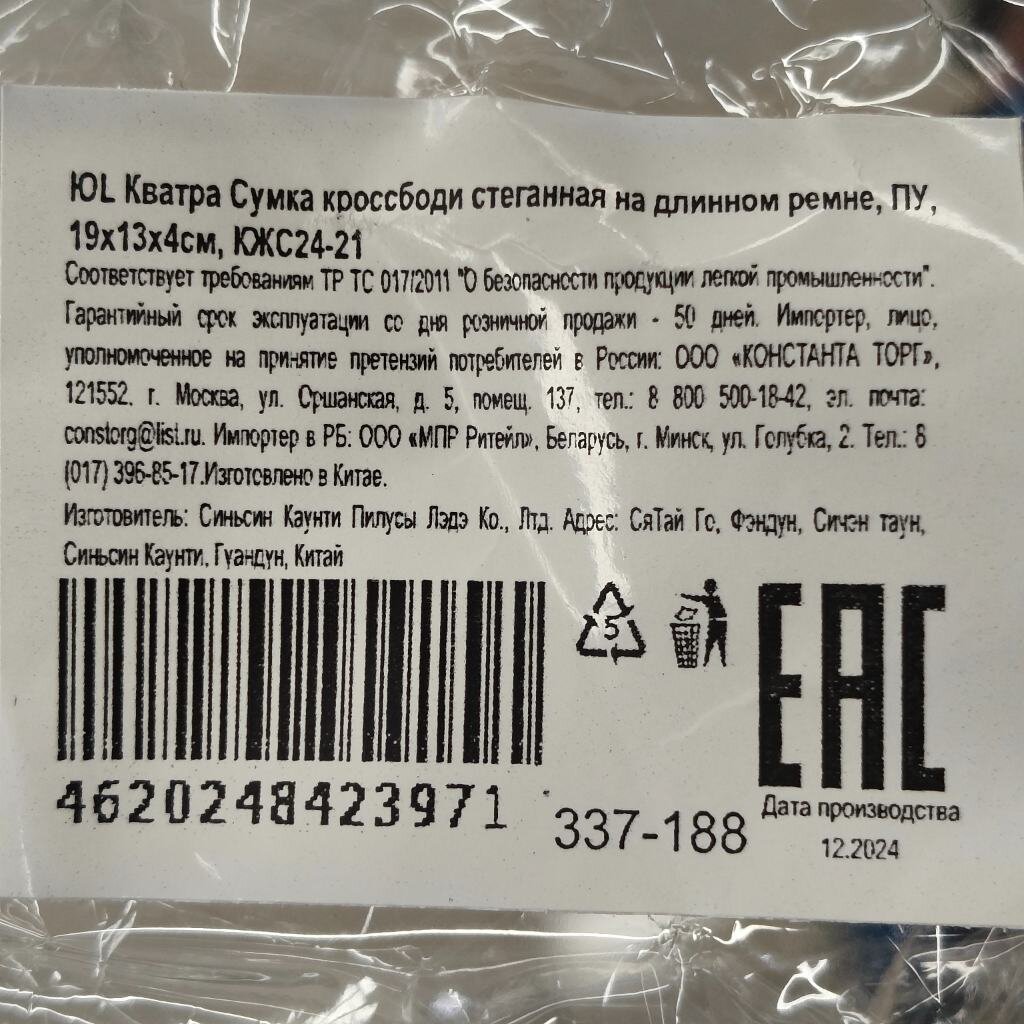 ЮL Кватра Сумка кроссбоди стеганная на длинном ремне, ПУ,
19x13x4см, КЖС24-21
Соответствует требованиям ТР ТС 017/2011 "О безопасности продукции легкой промышленности".
Гарантийный срок эксплуатации со дня розничной продажи - 50 дней. Импортер, лицо,
уполномоченное на принятие претензий потребителей в России: ООО «КОНСТАНТА ТОРГ»,
121552, г. Москва, ул. Оршанская, д. 5, помещ. 137, тел.: 8 800 500-18-42, эл. почта:
constorg@list.ru. Импортер в РБ: ООО «МПР Ритейл», Беларусь, г. Минск, ул. Голубка, 2. Тел.: 8
(017) 396-85-17.Изготовлено в Китае.
Изготовитель: Синьсин Каунти Пилусы Лэдэ Ко., Лтд. Адрес: СяТай Го, Фэндун, Сичэн таун,
Синьсин Каунти, Гуандун, Китай
5
EAC
4620248423971
337-188
Дата производства
12.2024